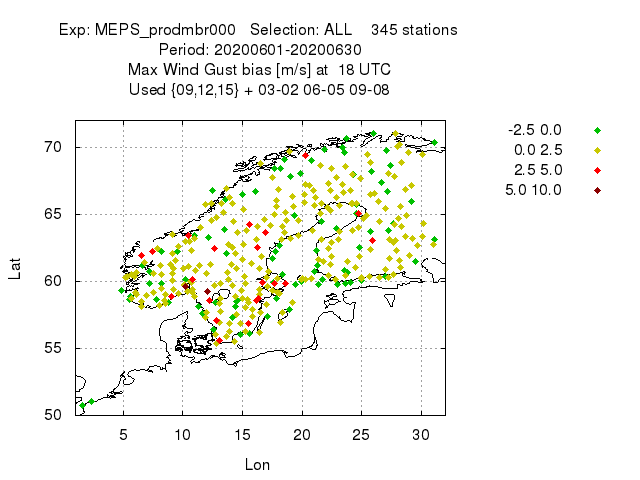 Exp: MEPS_prodmbr000   Selection: ALL    345 stations
Period: 20200601-20200630
Max Wind Gust bias [m/s] at  18 UTC
Used {09,12,15} + 03-02 06-05 09-08
-2.5 0.0
0.0 2.5
2.5 5.0
5.0 10.0
70
65
60
55
50
Lat
5 10 15 20 25 30
Lon